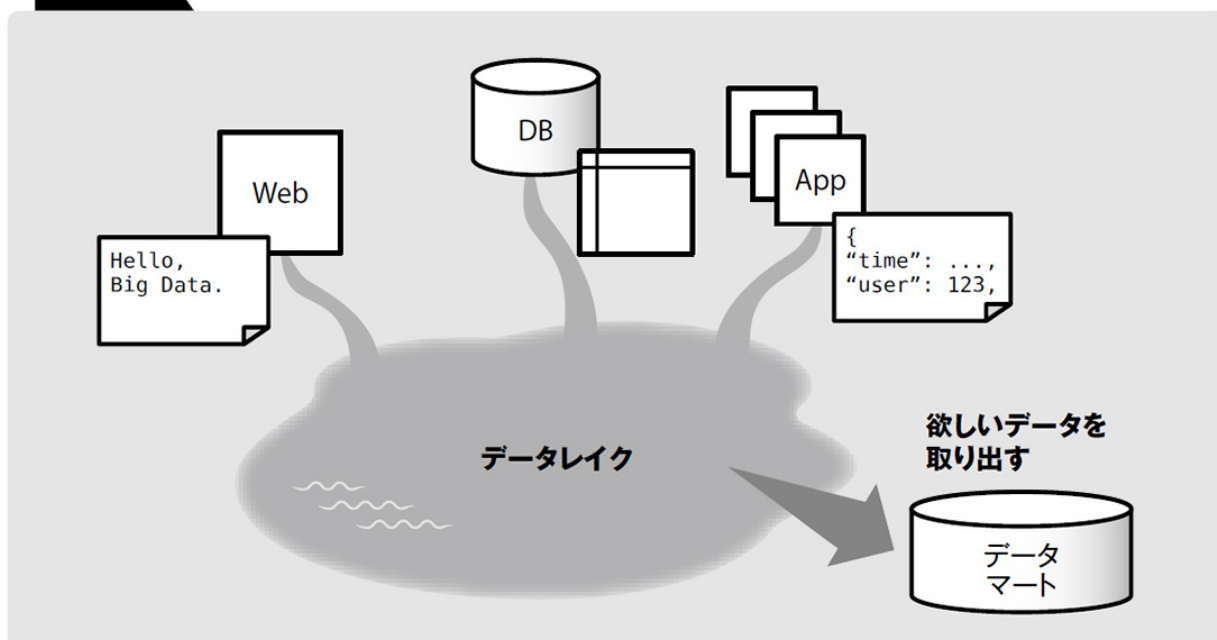 Web
Hello,
Big Data.
DB
App
{
“time”: ...,
“user”: 123,
データレイク
欲しいデータを
取り出す
データ
マート